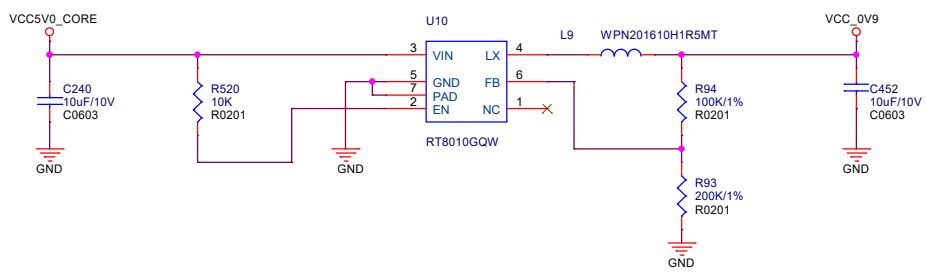 VCC5V0_CORE
C240
10uF/10V
C0603
GND
R520
10K
R0201
U10
3 VIN LX 4
5 GND FB 6
7 PAD
2 EN NC 1
RT8010GQW
GND
L9 WPN201610H1R5MT
VCC_0V9
R94
100K/1%
R0201
R93
200K/1%
R0201
GND
C452
10uF/10V
C0603
GND